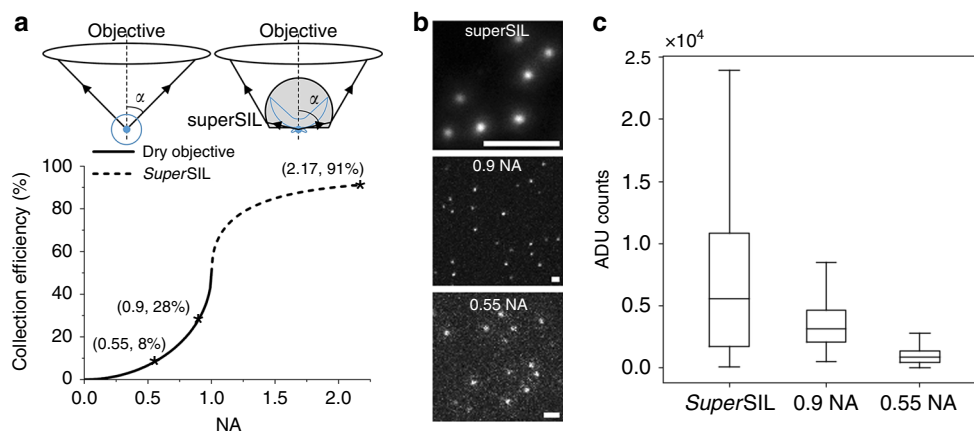 a
Objective
Objective
α
α
superSIL
Dry objective
SuperSIL
Collection efficiency (%)
100
80
60
40
20
0
(2.17, 91%)
(0.9, 28%)
(0.55, 8%)
0.0
0.5
1.0
1.5
2.0
NA
b
superSIL
0.9 NA
0.55 NA
c
×10⁴
ADU counts
2.5
2.0
1.5
1.0
0.5
0.0
SuperSIL
0.9 NA
0.55 NA